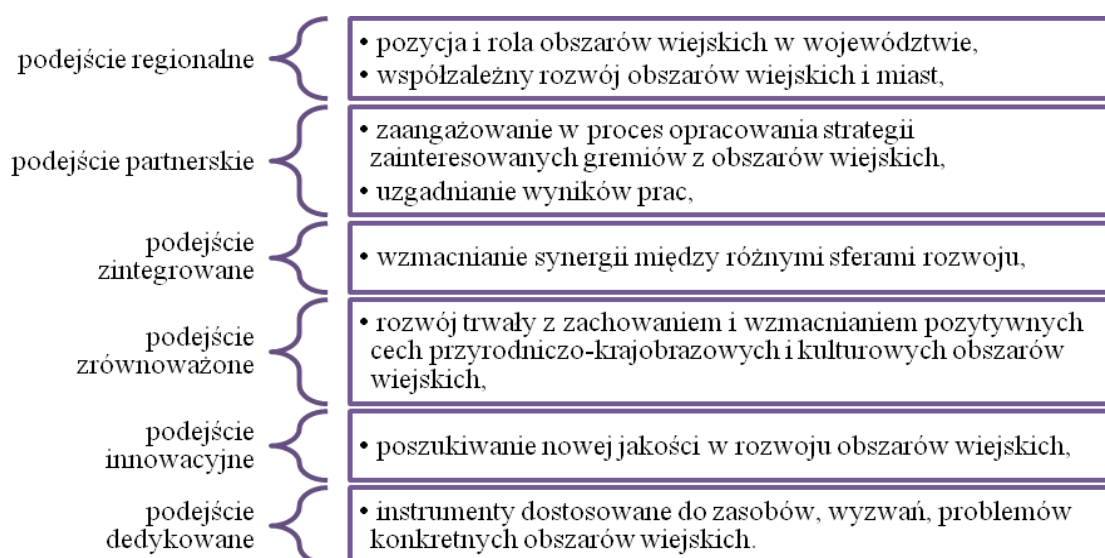 podejście regionalne
• pozycja i rola obszarów wiejskich w województwie,
• współzależny rozwój obszarów wiejskich i miast,
podejście partnerskie
• zaangażowanie w proces opracowania strategii
zainteresowanych gremiów z obszarów wiejskich,
• uzgadnianie wyników prac,
podejście
zintegrowane
• wzmacnianie synergii między różnymi sferami rozwoju,
podejście
zrównoważone
• rozwój trwały z zachowaniem i wzmacnianiem pozytywnych
cech przyrodniczo-krajobrazowych i kulturowych obszarów
wiejskich,
podejście
innowacyjne
• poszukiwanie nowej jakości w rozwoju obszarów wiejskich,
podejście
dedykowane
• instrumenty dostosowane do zasobów, wyzwań, problemów
konkretnych obszarów wiejskich.